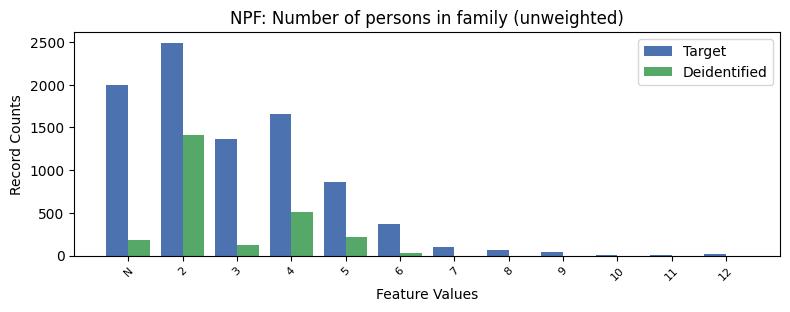 NPF: Number of persons in family (unweighted)
Target
Deidentified
Record Counts
2500
2000
1500
1000
500
0
N 2 3 4 5 6 7 8 9 10 11 12
Feature Values